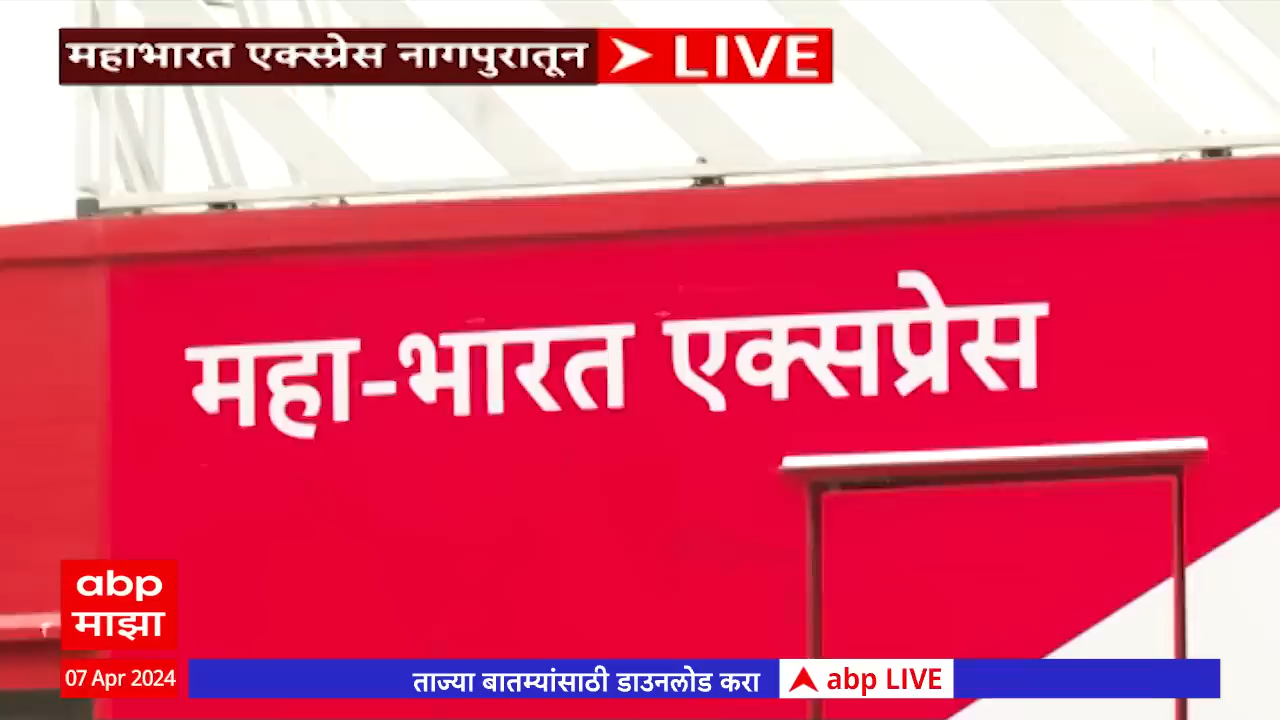 महाभारत एक्स्प्रेस नागपुरातून LIVE
महा-भारत एक्सप्रेस
abp
माझा
07 Apr 2024
ताज्या बातम्यांसाठी डाउनलोड करा abp LIVE